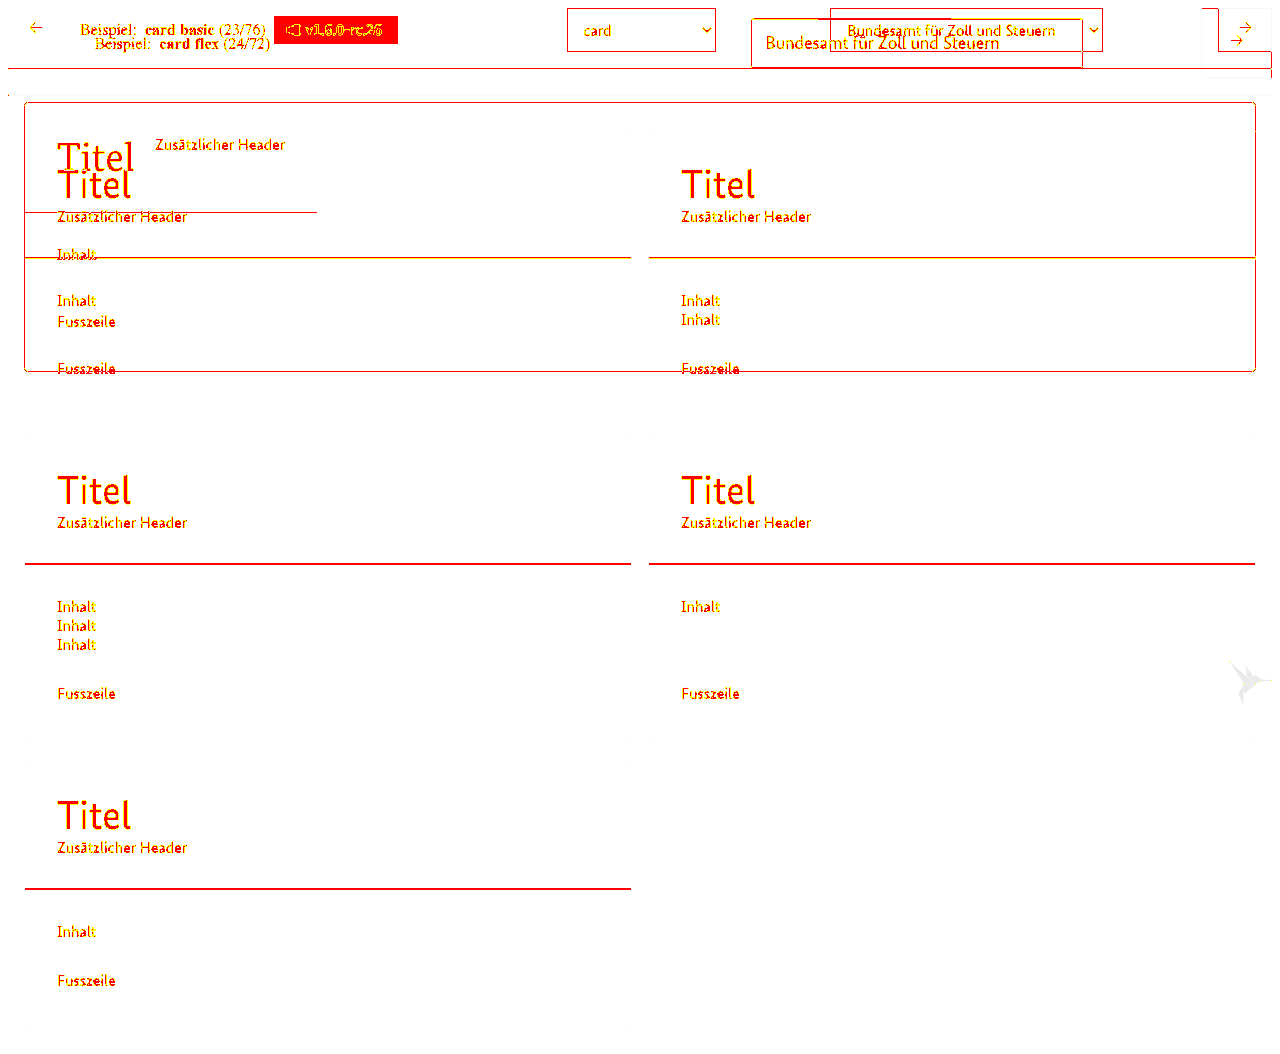 Beispiel: card basic (23/76) v1.6.0-rc.26 card Bundesamt für Zoll und Steuern
Beispiel: card flex (24/72) Bundesamt für Zoll und Steuern
Titel Zusätzlicher Header
Titel Titel
Zusätzlicher Header Zusätzlicher Header
Inhalt
Inhalt Inhalt
Fusszeile Inhalt
Fusszeile Fusszeile
Titel Titel
Zusätzlicher Header Zusätzlicher Header
Inhalt Inhalt
Inhalt
Inhalt
Fusszeile Fusszeile
Titel
Zusätzlicher Header
Inhalt
Fusszeile